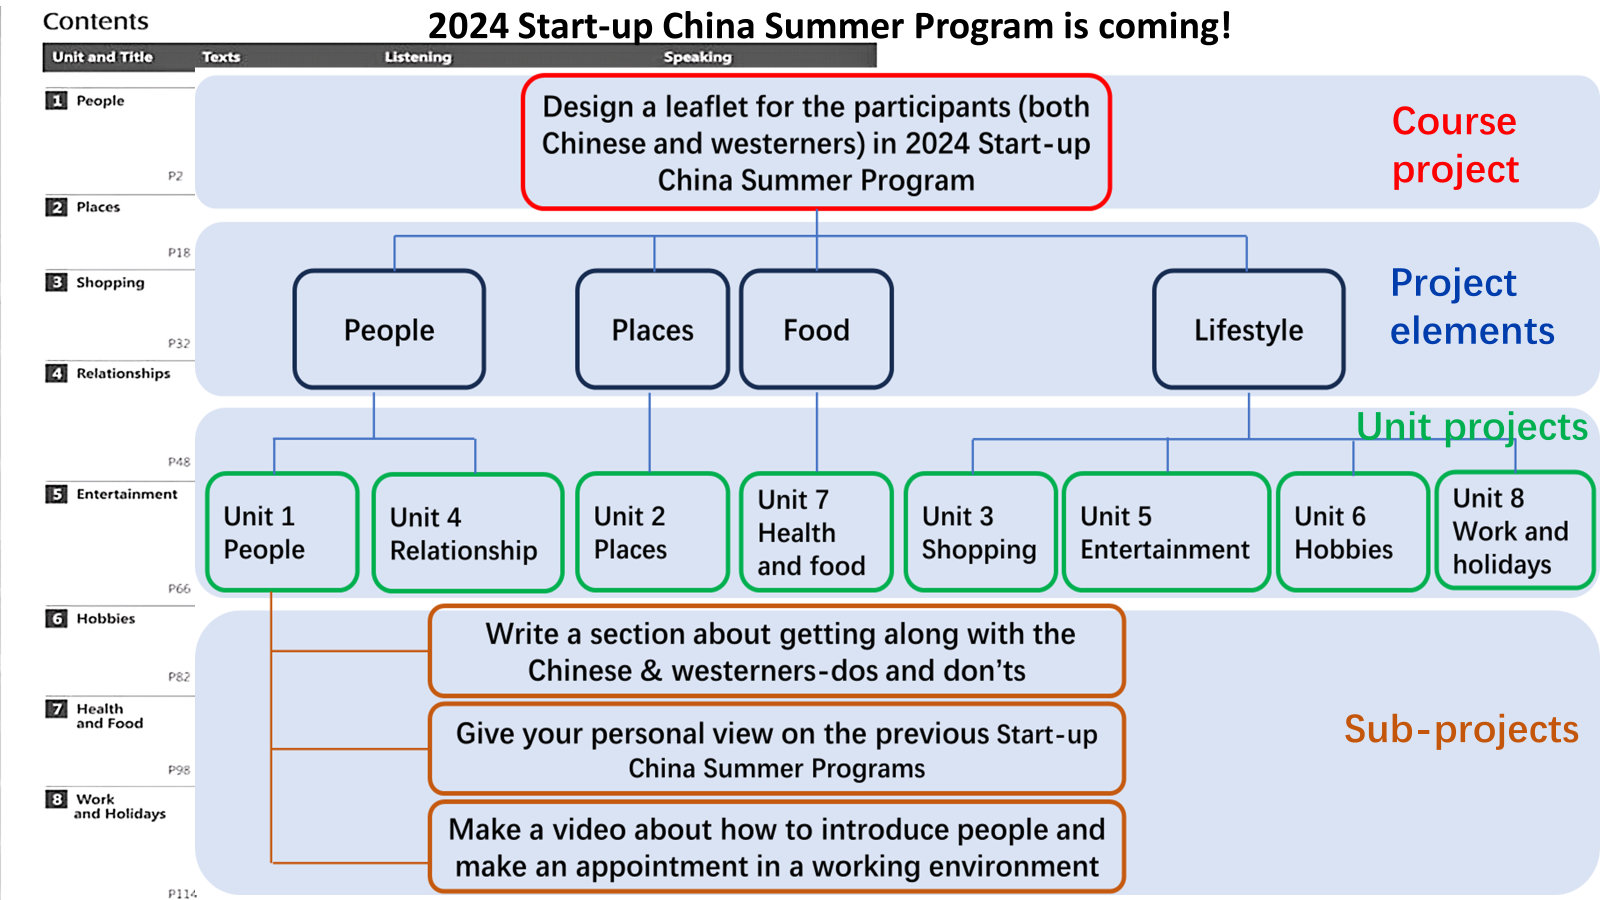 Contents
2024 Start-up China Summer Program is coming!
Unit and Title
Texts
Listening
Speaking
1 People
P2
2 Places
P18
3 Shopping
P32
4 Relationships
P48
5 Entertainment
P66
6 Hobbies
P82
7 Health
and Food
P98
8 Work
and Holidays
P114
Design a leaflet for the participants (both
Chinese and westerners) in 2024 Start-up
China Summer Program
Course
project
People
Places
Food
Lifestyle
Project
elements
Unit projects
Unit 1
People
Unit 4
Relationship
Unit 2
Places
Unit 7
Health
and food
Unit 3
Shopping
Unit 5
Entertainment
Unit 6
Hobbies
Unit 8
Work and
holidays
Write a section about getting along with the
Chinese & westerners-dos and don’ts
Give your personal view on the previous Start-up
China Summer Programs
Make a video about how to introduce people and
make an appointment in a working environment
Sub-projects